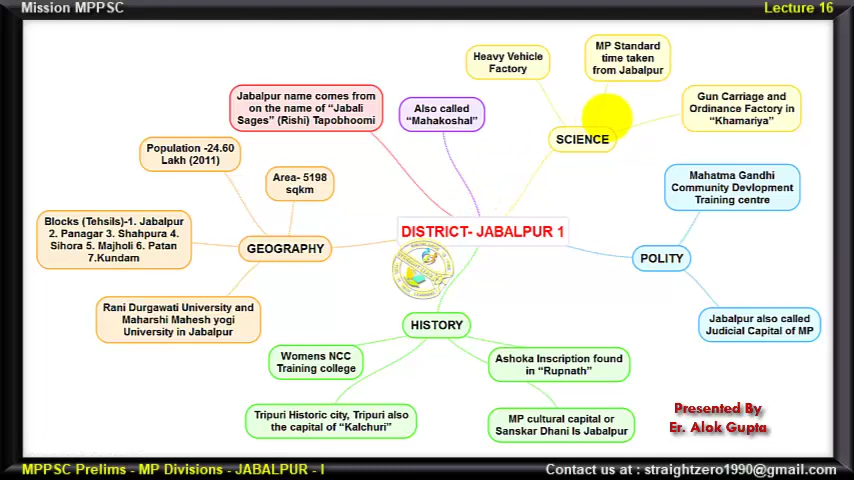 Mission MPPSC
Lecture 16
Heavy Vehicle
Factory
MP Standard
time taken
from Jabalpur
Jabalpur name comes from
on the name of “Jabali
Sages” (Rishi) Tapobhoomi
Also called
“Mahakoshal”
Gun Carriage and
Ordinance Factory in
“Khamariya”
SCIENCE
Population -24.60
Lakh (2011)
Area- 5198
sqkm
Mahatma Gandhi
Community Devlopment
Training centre
Blocks (Tehsils)-1. Jabalpur
2. Panagar 3. Shahpura 4.
Sihora 5. Majholi 6. Patan
7.Kundam
GEOGRAPHY
DISTRICT- JABALPUR 1
POLITY
Rani Durgawati University and
Maharshi Mahesh yogi
University in Jabalpur
HISTORY
Jabalpur also called
Judicial Capital of MP
Womens NCC
Training college
Ashoka Inscription found
in “Rupnath”
Tripuri Historic city, Tripuri also
the capital of “Kalchuri”
MP cultural capital or
Sanskar Dhani Is Jabalpur
Presented By
Er. Alok Gupta
MPPSC Prelims - MP Divisions - JABALPUR - I
Contact us at : straightzero1990@gmail.com